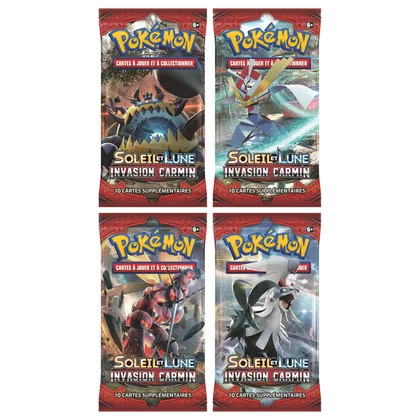 6+
POKéMON
CARTES À JOUER ET À COLLECTIONNER
SOLEIL ET LUNE
INVASION CARMIN
10 CARTES SUPPLÉMENTAIRES
6+
POKéMON
CARTES À JOUER ET À COLLECTIONNER
SOLEIL ET LUNE
INVASION CARMIN
10 CARTES SUPPLÉMENTAIRES
6+
POKéMON
CARTES À JOUER ET À COLLECTIONNER
SOLEIL ET LUNE
INVASION CARMIN
10 CARTES SUPPLÉMENTAIRES
6+
POKéMON
CARTES À JOUER ET À COLLECTIONNER
SOLEIL ET LUNE
INVASION CARMIN
10 CARTES SUPPLÉMENTAIRES